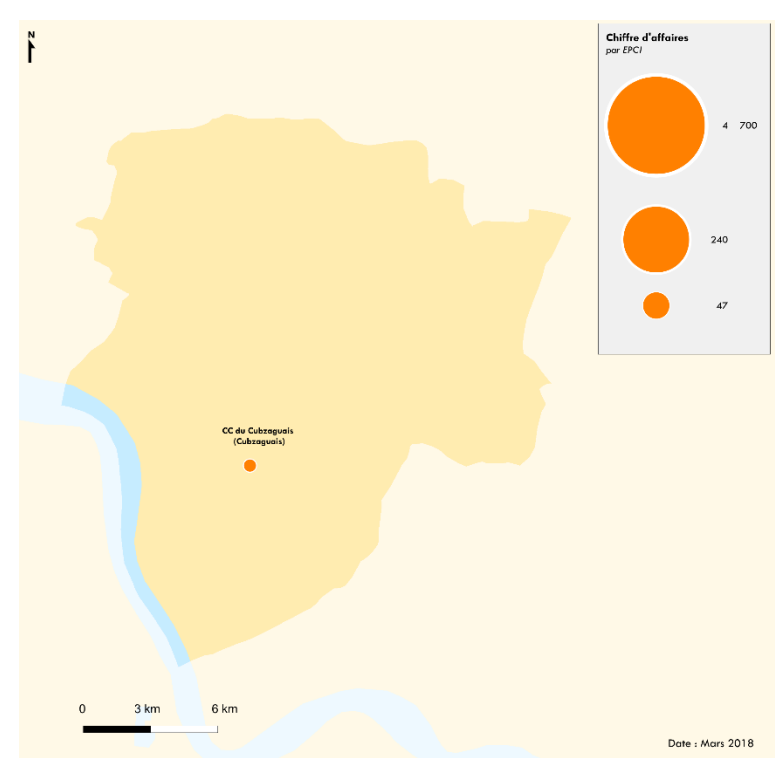 N
Chiffre d'affaires
par EPCI
4 700
240
47
CC du Cubzaguais
(Cubzaguais)
0 3 km 6 km
Date : Mars 2018